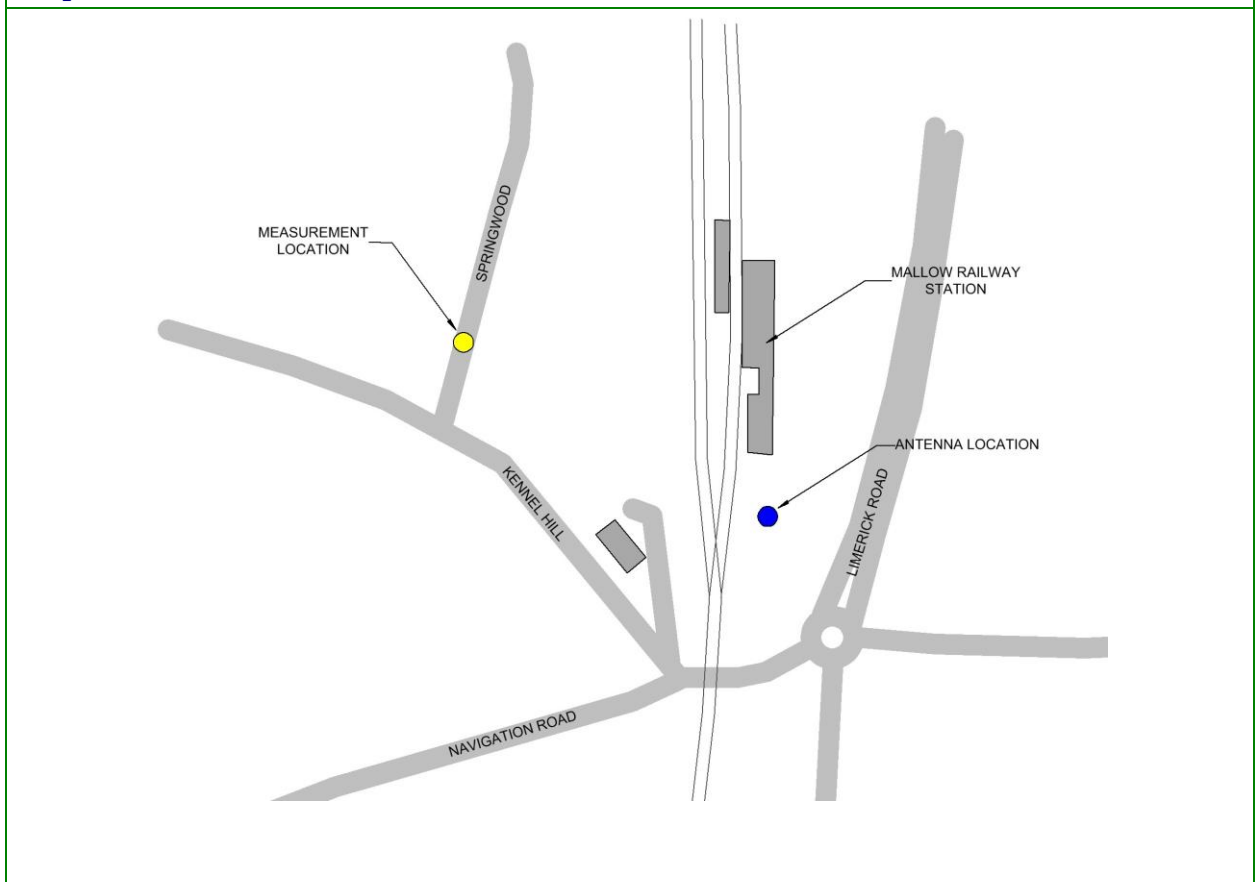 SPRINGWOOD
MEASUREMENT
LOCATION
MALLOW RAILWAY
STATION
ANTENNA LOCATION
KENNEL HILL
LIMERICK ROAD
NAVIGATION ROAD